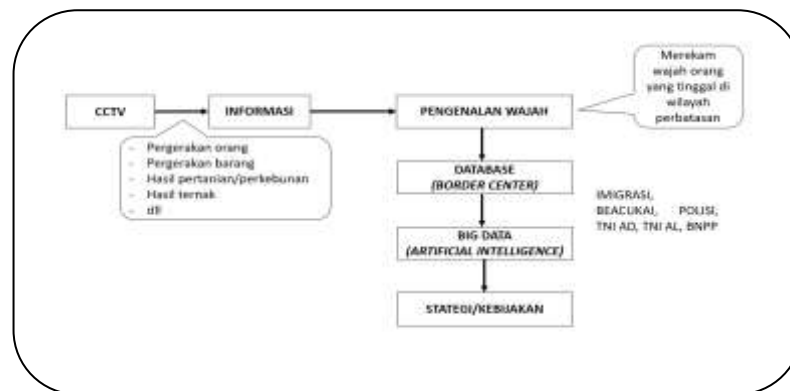 Merekam
wajah orang
yang tinggal di
wilayah
perbatasan
CCTV
INFORMASI
PENGENALAN WAJAH
- Pergerakan orang
- Pergerakan barang
- Hasil pertanian/perkebunan
- Hasil ternak
- dll
DATABASE
(BORDER CENTER)
IMIGRASI,
BEACUKAI, POLISI,
TNI AD, TNI AL, BNPP
BIG DATA
(ARTIFICIAL INTELLIGENCE)
STATEGI/KEBIJAKAN